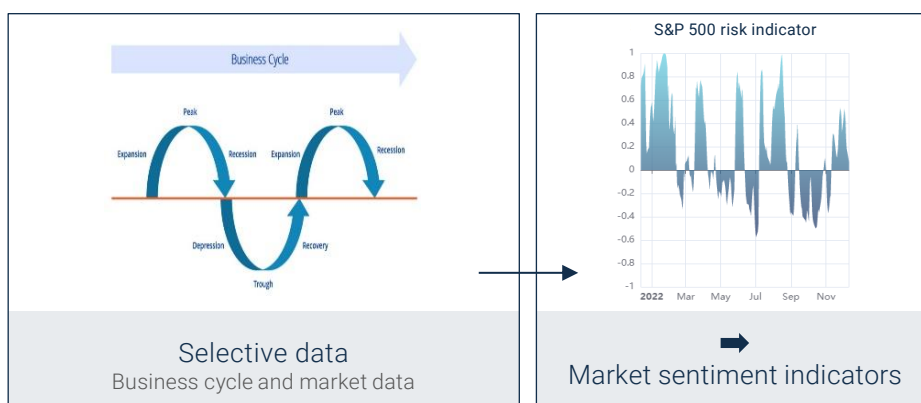 Business Cycle
Peak
Peak
Expansion
Recession
Expansion
Recession
Depression
Recovery
Trough
Selective data
Business cycle and market data
S&P 500 risk indicator
1
0.8
0.6
0.4
0.2
0
-0.2
-0.4
-0.6
-0.8
-1
2022 Mar May Jul Sep Nov
Market sentiment indicators